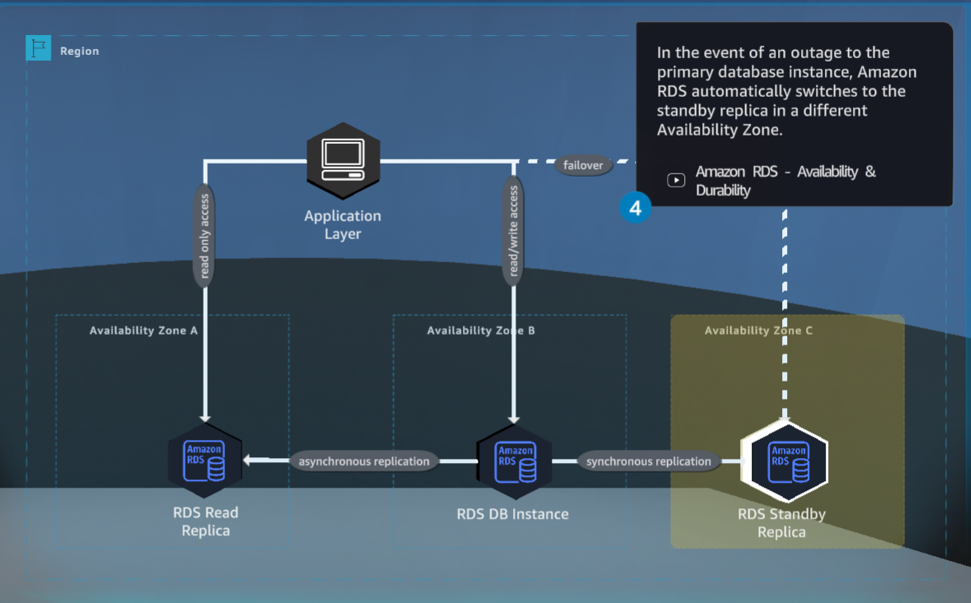 Region
In the event of an outage to the
primary database instance, Amazon
RDS automatically switches to the
standby replica in a different
Availability Zone.
Amazon RDS - Availability &
Durability
4
failover
Application
Layer
read only access
read/write access
Availability Zone A
Availability Zone B
Availability Zone C
Amazon
RDS
asynchronous replication
Amazon
RDS
synchronous replication
Amazon
RDS
RDS Read
Replica
RDS DB Instance
RDS Standby
Replica